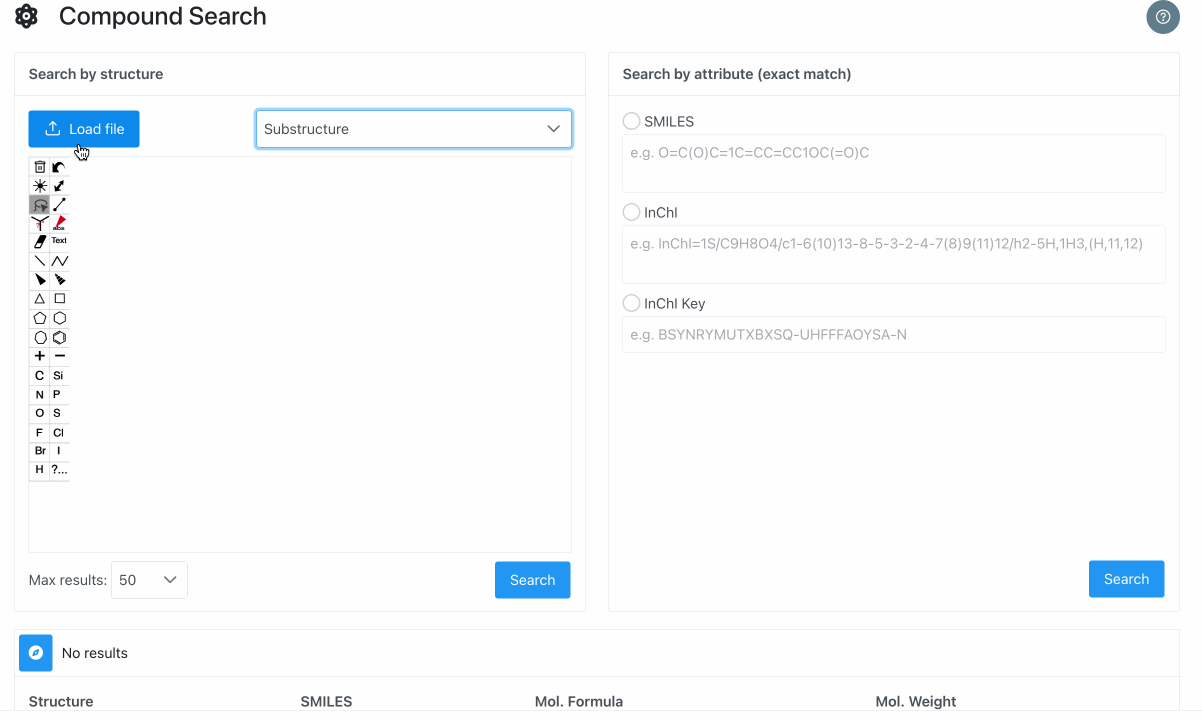 Compound Search
Search by structure
Load file
Substructure
abc
Text
C Si
N P
O S
F Cl
Br I
H ?...
Max results: 50
Search
Search by attribute (exact match)
SMILES
e.g. O=C(O)C=1C=CC=CC1OC(=O)C
InChI
e.g. InChI=1S/C9H8O4/c1-6(10)13-8-5-3-2-4-7(8)9(11)12/h2-5H,1H3,(H,11,12)
InChI Key
e.g. BSYNRYMUTXBXSQ-UHFFFAOYSA-N
Search
No results
Structure SMILES Mol. Formula Mol. Weight